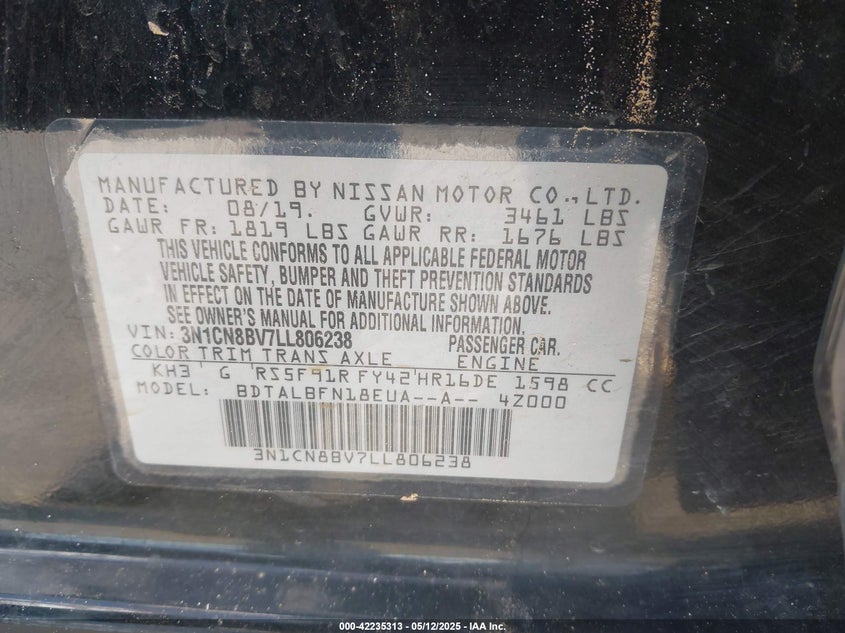 MANUFACTURED BY NISSAN MOTOR CO.,LTD.
DATE: 08/19. GVWR: 3461 LBS
GAWR FR: 1819 LBS GAWR RR: 1676 LBS
THIS VEHICLE CONFORMS TO ALL APPLICABLE FEDERAL MOTOR
VEHICLE SAFETY, BUMPER AND THEFT PREVENTION STANDARDS
IN EFFECT ON THE DATE OF MANUFACTURE SHOWN ABOVE.
SEE OWNER'S MANUAL FOR ADDITIONAL INFORMATION.
VIN: 3N1CN8BV7LL806238 PASSENGER CAR.
COLOR TRIM TRANS AXLE ENGINE
KH3 G RS5F91R FY42 HR16DE 1598 CC
MODEL: BDTALBFN18EUA--A-- 4Z000
3N1CN8BV7LL806238
000-42235313 - 05/12/2025 - IAA Inc.